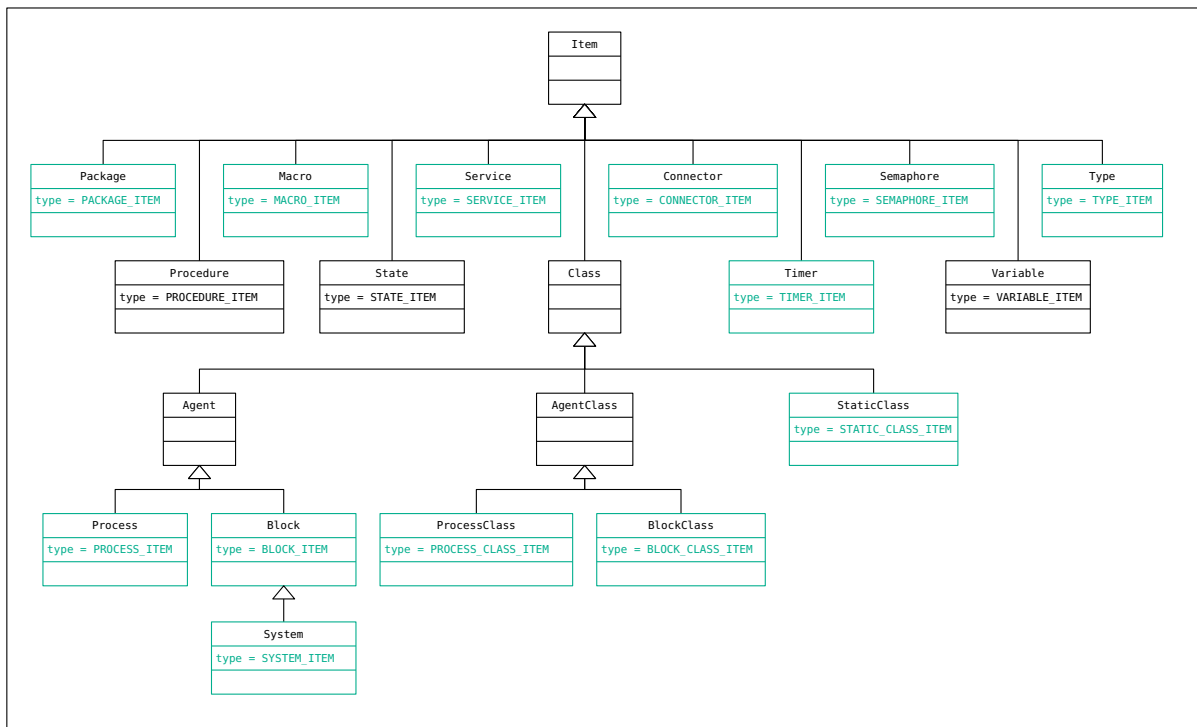 Item
Package
type = PACKAGE_ITEM
Macro
type = MACRO_ITEM
Service
type = SERVICE_ITEM
Connector
type = CONNECTOR_ITEM
Semaphore
type = SEMAPHORE_ITEM
Type
type = TYPE_ITEM
Procedure
type = PROCEDURE_ITEM
State
type = STATE_ITEM
Class
Timer
type = TIMER_ITEM
Variable
type = VARIABLE_ITEM
Agent
AgentClass
StaticClass
type = STATIC_CLASS_ITEM
Process
type = PROCESS_ITEM
Block
type = BLOCK_ITEM
ProcessClass
type = PROCESS_CLASS_ITEM
BlockClass
type = BLOCK_CLASS_ITEM
System
type = SYSTEM_ITEM